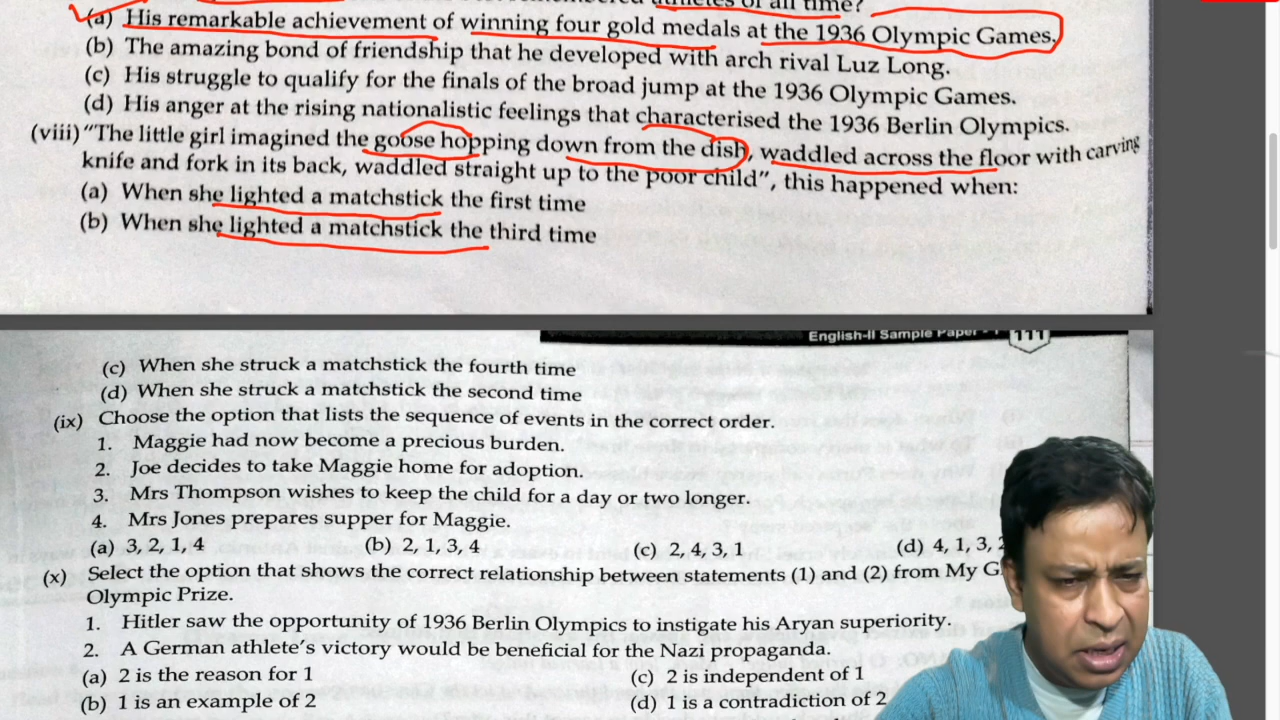 athletes of all time?
(a) His remarkable achievement of winning four gold medals at the 1936 Olympic Games.
(b) The amazing bond of friendship that he developed with arch rival Luz Long.
(c) His struggle to qualify for the finals of the broad jump at the 1936 Olympic Games.
(d) His anger at the rising nationalistic feelings that characterised the 1936 Berlin Olympics.
(viii) "The little girl imagined the goose hopping down from the dish, waddled across the floor with carving
knife and fork in its back, waddled straight up to the poor child", this happened when:
(a) When she lighted a matchstick the first time
(b) When she lighted a matchstick the third time
English-II Sample Paper - 1 111
(c) When she struck a matchstick the fourth time
(d) When she struck a matchstick the second time
(ix) Choose the option that lists the sequence of events in the correct order.
1. Maggie had now become a precious burden.
2. Joe decides to take Maggie home for adoption.
3. Mrs Thompson wishes to keep the child for a day or two longer.
4. Mrs Jones prepares supper for Maggie.
(a) 3, 2, 1, 4 (b) 2, 1, 3, 4 (c) 2, 4, 3, 1 (d) 4, 1, 3,
(x) Select the option that shows the correct relationship between statements (1) and (2) from My G
Olympic Prize.
1. Hitler saw the opportunity of 1936 Berlin Olympics to instigate his Aryan superiority.
2. A German athlete's victory would be beneficial for the Nazi propaganda.
(a) 2 is the reason for 1 (c) 2 is independent of 1
(b) 1 is an example of 2 (d) 1 is a contradiction of 2